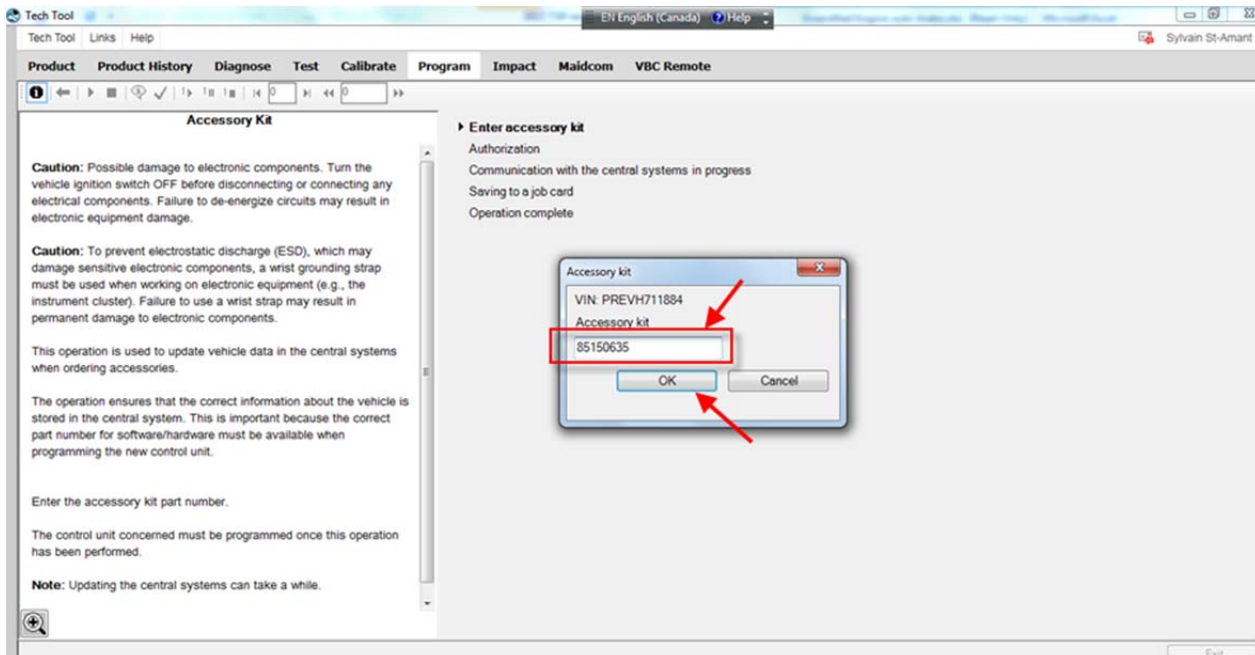 Tech Tool
EN English (Canada) ? Help
Tech Tool Links Help
Sylvain St-Amant
Product Product History Diagnose Test Calibrate Program Impact Maidcom VBC Remote
0 0
Accessory Kit
Caution: Possible damage to electronic components. Turn the
vehicle ignition switch OFF before disconnecting or connecting any
electrical components. Failure to de-energize circuits may result in
electronic equipment damage.
Caution: To prevent electrostatic discharge (ESD), which may
damage sensitive electronic components, a wrist grounding strap
must be used when working on electronic equipment (e.g., the
instrument cluster). Failure to use a wrist strap may result in
permanent damage to electronic components.
This operation is used to update vehicle data in the central systems
when ordering accessories.
The operation ensures that the correct information about the vehicle is
stored in the central system. This is important because the correct
part number for software/hardware must be available when
programming the new control unit.
Enter the accessory kit part number.
The control unit concerned must be programmed once this operation
has been performed.
Note: Updating the central systems can take a while.
Enter accessory kit
Authorization
Communication with the central systems in progress
Saving to a job card
Operation complete
Accessory kit
VIN: PREVH711884
Accessory kit
85150635
OK Cancel
Exit